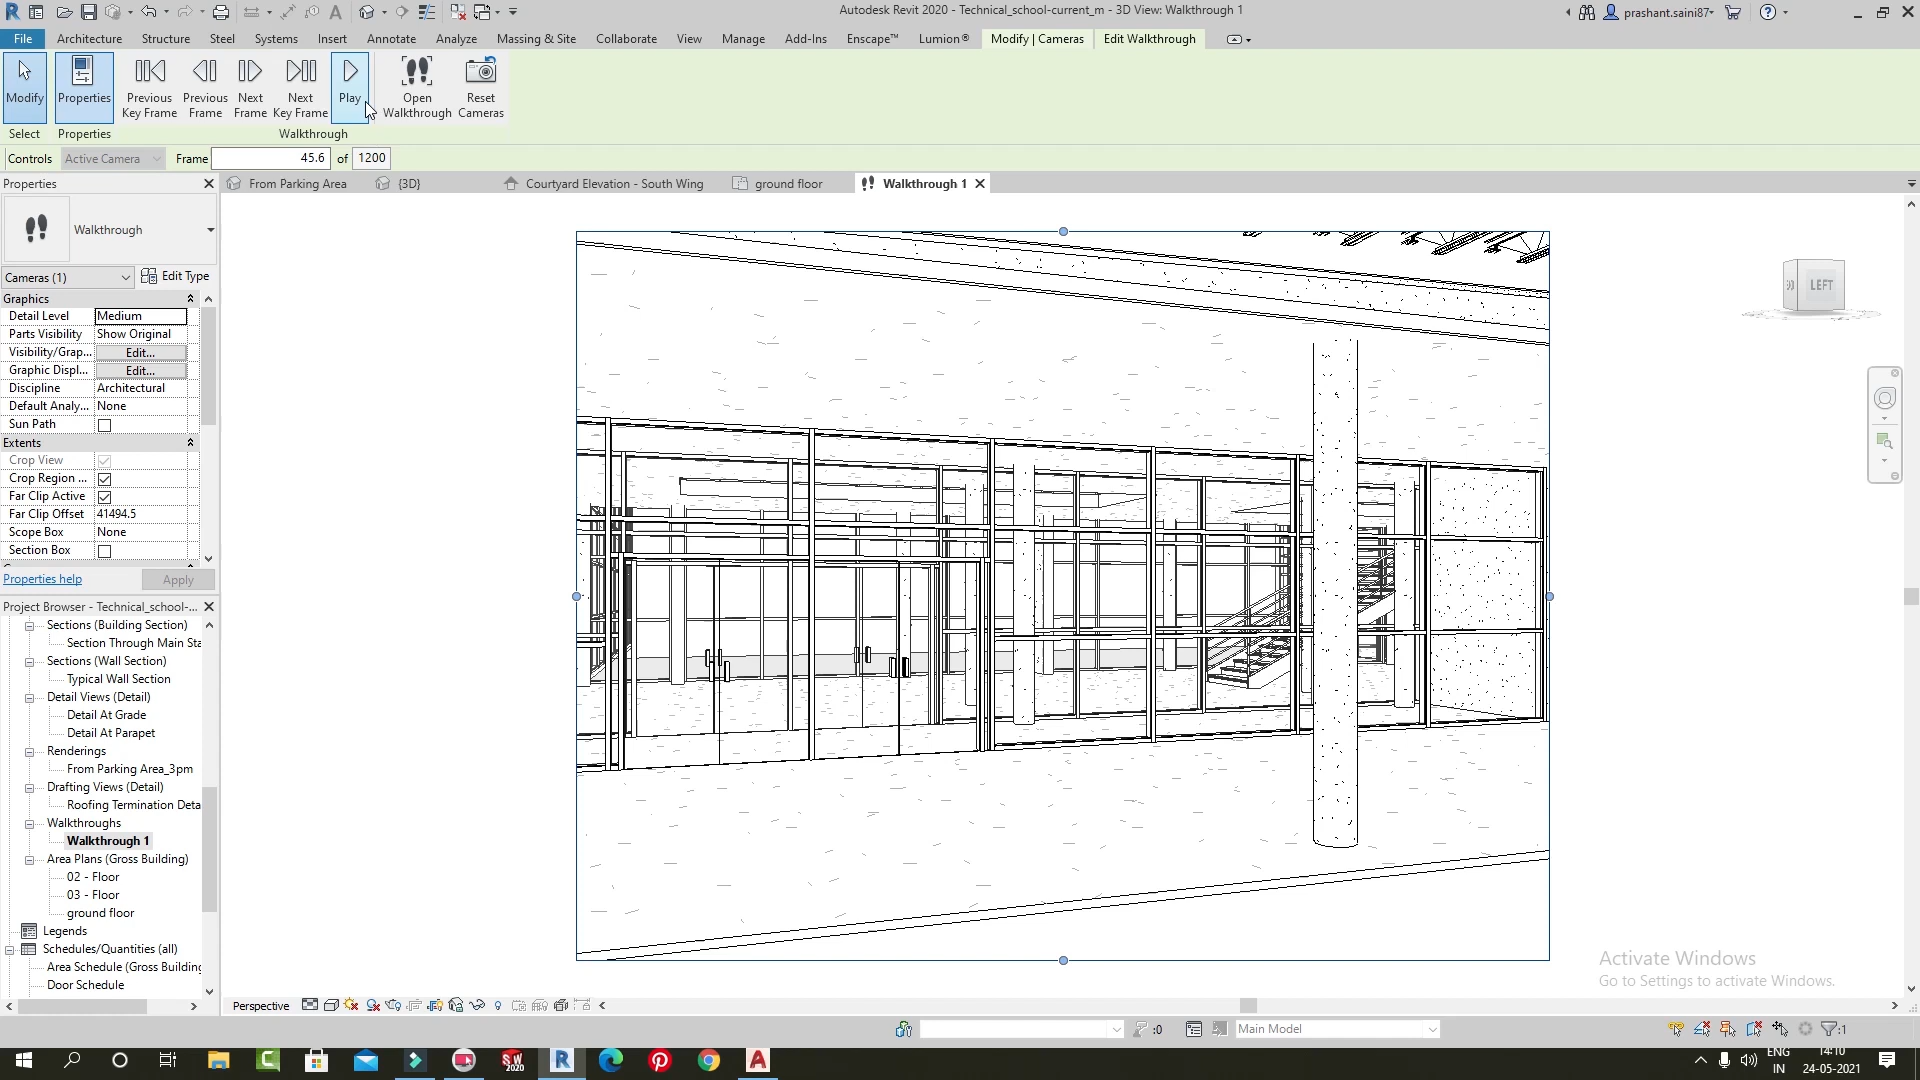 Autodesk Revit 2020 - Technical_school-current_m - 3D View: Walkthrough 1
prashant.saini87
File Architecture Structure Steel Systems Insert Annotate Analyze Massing & Site Collaborate View Manage Add-Ins Enscape™ Lumion® Modify | Cameras Edit Walkthrough
Modify
Properties
Previous Key Frame
Previous Frame
Next Frame
Next Key Frame
Play
Open Walkthrough
Reset Cameras
Select Properties Walkthrough
Controls Active Camera Frame 45.6 of 1200
Properties
From Parking Area {3D} Courtyard Elevation - South Wing ground floor Walkthrough 1
Walkthrough
Cameras (1) Edit Type
Graphics
Detail Level Medium
Parts Visibility Show Original
Visibility/Grap... Edit...
Graphic Displ... Edit...
Discipline Architectural
Default Analy... None
Sun Path
Extents
Crop View
Crop Region ...
Far Clip Active
Far Clip Offset 41494.5
Scope Box None
Section Box
Properties help Apply
Project Browser - Technical_school-...
Sections (Building Section)
Section Through Main Sta
Sections (Wall Section)
Typical Wall Section
Detail Views (Detail)
Detail At Grade
Detail At Parapet
Renderings
From Parking Area_3pm
Drafting Views (Detail)
Roofing Termination Deta
Walkthroughs
Walkthrough 1
Area Plans (Gross Building)
02 - Floor
03 - Floor
ground floor
Legends
Schedules/Quantities (all)
Area Schedule (Gross Building
Door Schedule
LEFT
Activate Windows
Go to Settings to activate Windows.
Perspective
:0
Main Model
:1
ENG
IN
14:10
24-05-2021